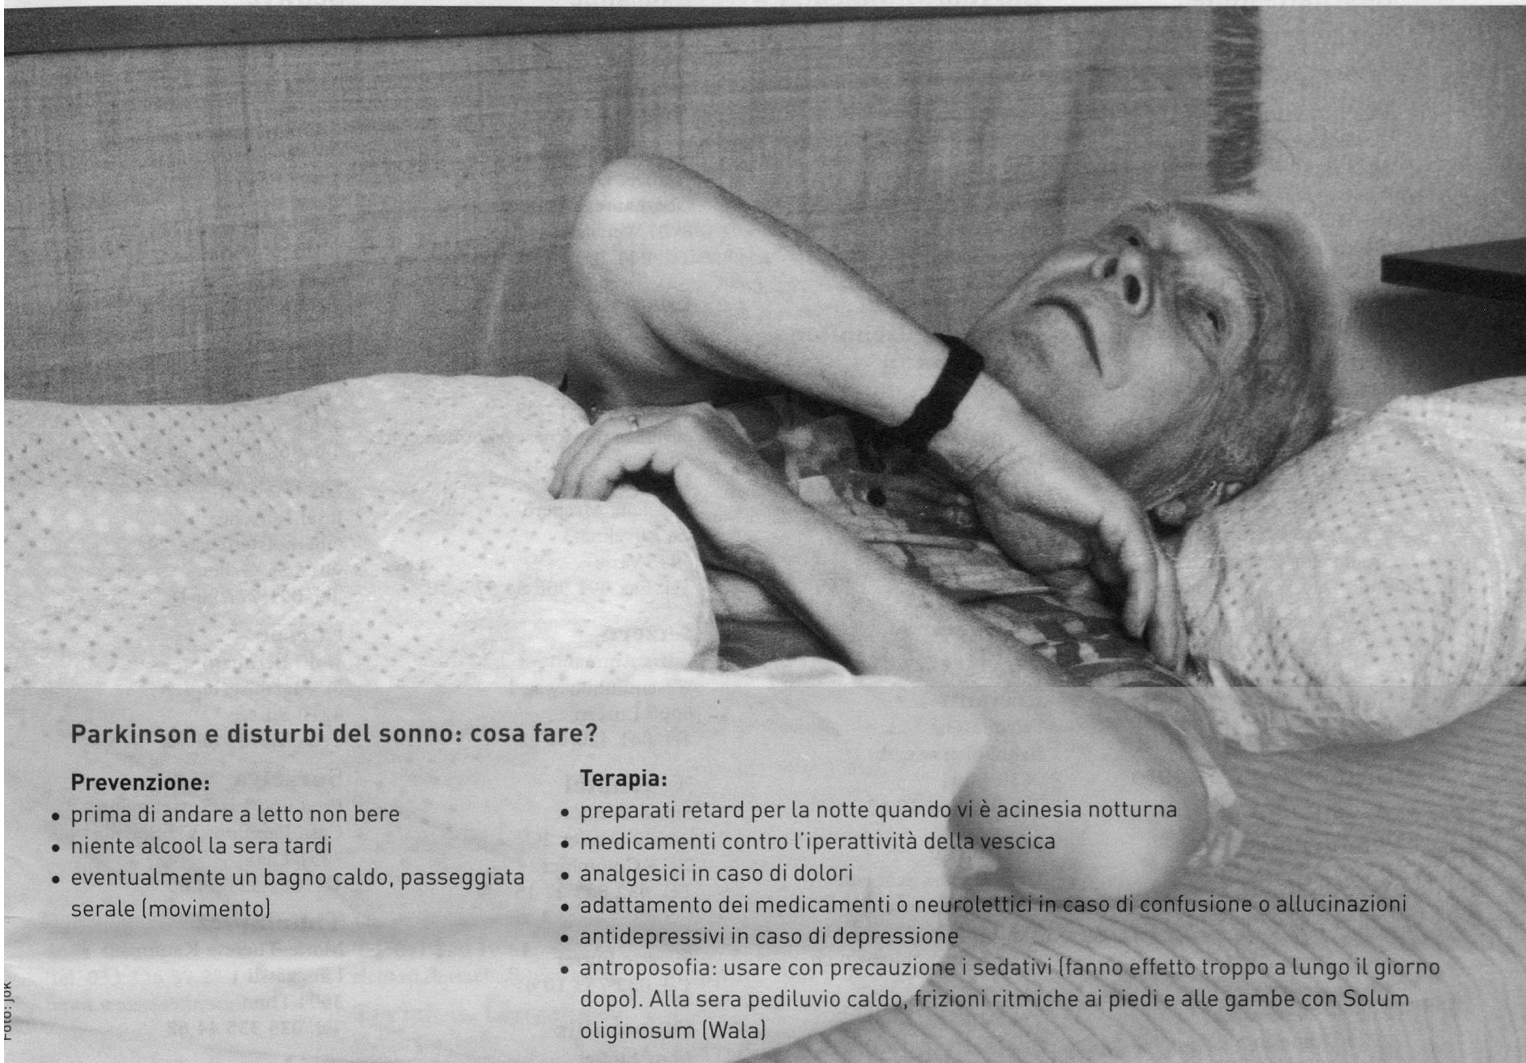 Parkinson e disturbi del sonno: cosa fare?
Prevenzione:
• prima di andare a letto non bere
• niente alcool la sera tardi
• eventualmente un bagno caldo, passeggiata
serale (movimento)
Terapia:
• preparati retard per la notte quando vi è acinesia notturna
• medicamenti contro l'iperattività della vescica
• analgesici in caso di dolori
• adattamento dei medicamenti o neurolettici in caso di confusione o allucinazioni
• antidepressivi in caso di depressione
• antroposofia: usare con precauzione i sedativi (fanno effetto troppo a lungo il giorno
dopo). Alla sera pediluvio caldo, frizioni ritmiche ai piedi e alle gambe con Solum
oliginosum (Wala)
Foto: jok